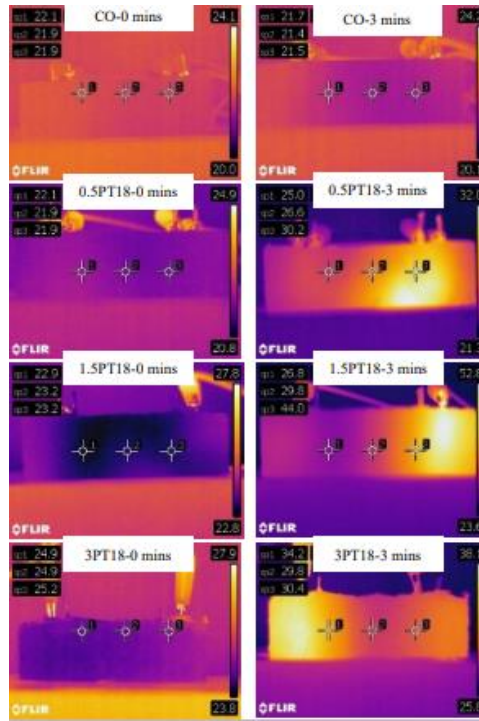 CO-0 mins
sp1 22.1
sp2 21.9
sp3 21.9
24.1
20.0
FLIR
CO-3 mins
sp1 21.7
sp2 21.4
sp3 21.5
FLIR
0.5PT18-0 mins
sp1 22.1
sp2 21.9
sp3 21.9
24.9
20.8
FLIR
0.5PT18-3 mins
sp1 25.0
sp2 26.6
sp3 30.2
FLIR
1.5PT18-0 mins
sp1 22.9
sp2 23.2
sp3 23.2
27.8
22.8
FLIR
1.5PT18-3 mins
sp1 26.8
sp2 29.8
sp3 44.0
FLIR
3PT18-0 mins
sp1 24.9
sp2 24.9
sp3 25.2
27.9
23.8
FLIR
3PT18-3 mins
sp1 34.2
sp2 29.8
sp3 30.4
FLIR